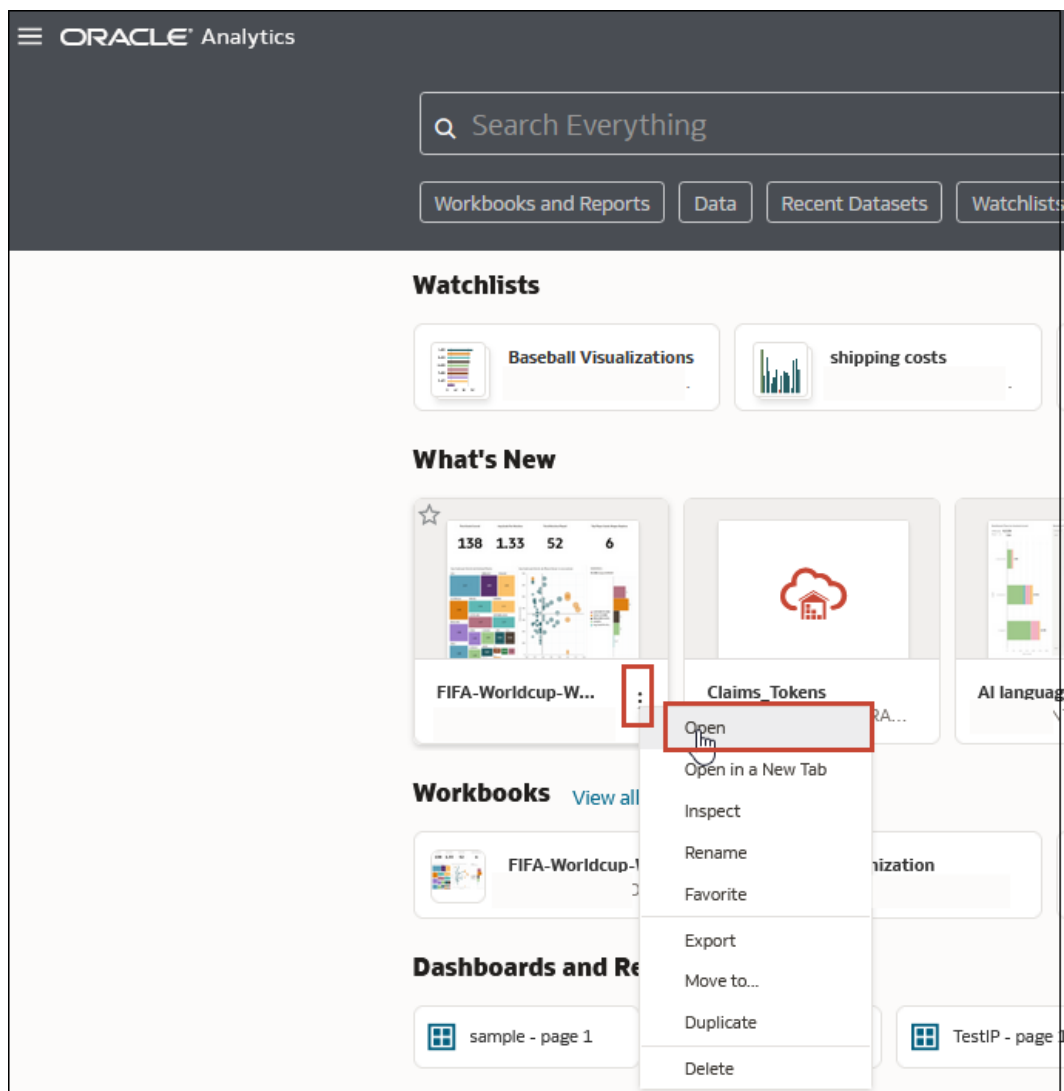 ORACLE Analytics
Search Everything
Workbooks and Reports Data Recent Datasets Watchlists
Watchlists
Baseball Visualizations shipping costs
What's New
138 1.33 52 6
FIFA-Worldcup-W... Claims_Tokens AI languag
RA...
Open
Open in a New Tab
Workbooks View all
Inspect
Rename
FIFA-Worldcup- nization
Favorite
Export
Dashboards and Re
Move to...
Duplicate
sample - page 1 TestIP - page 1
Delete